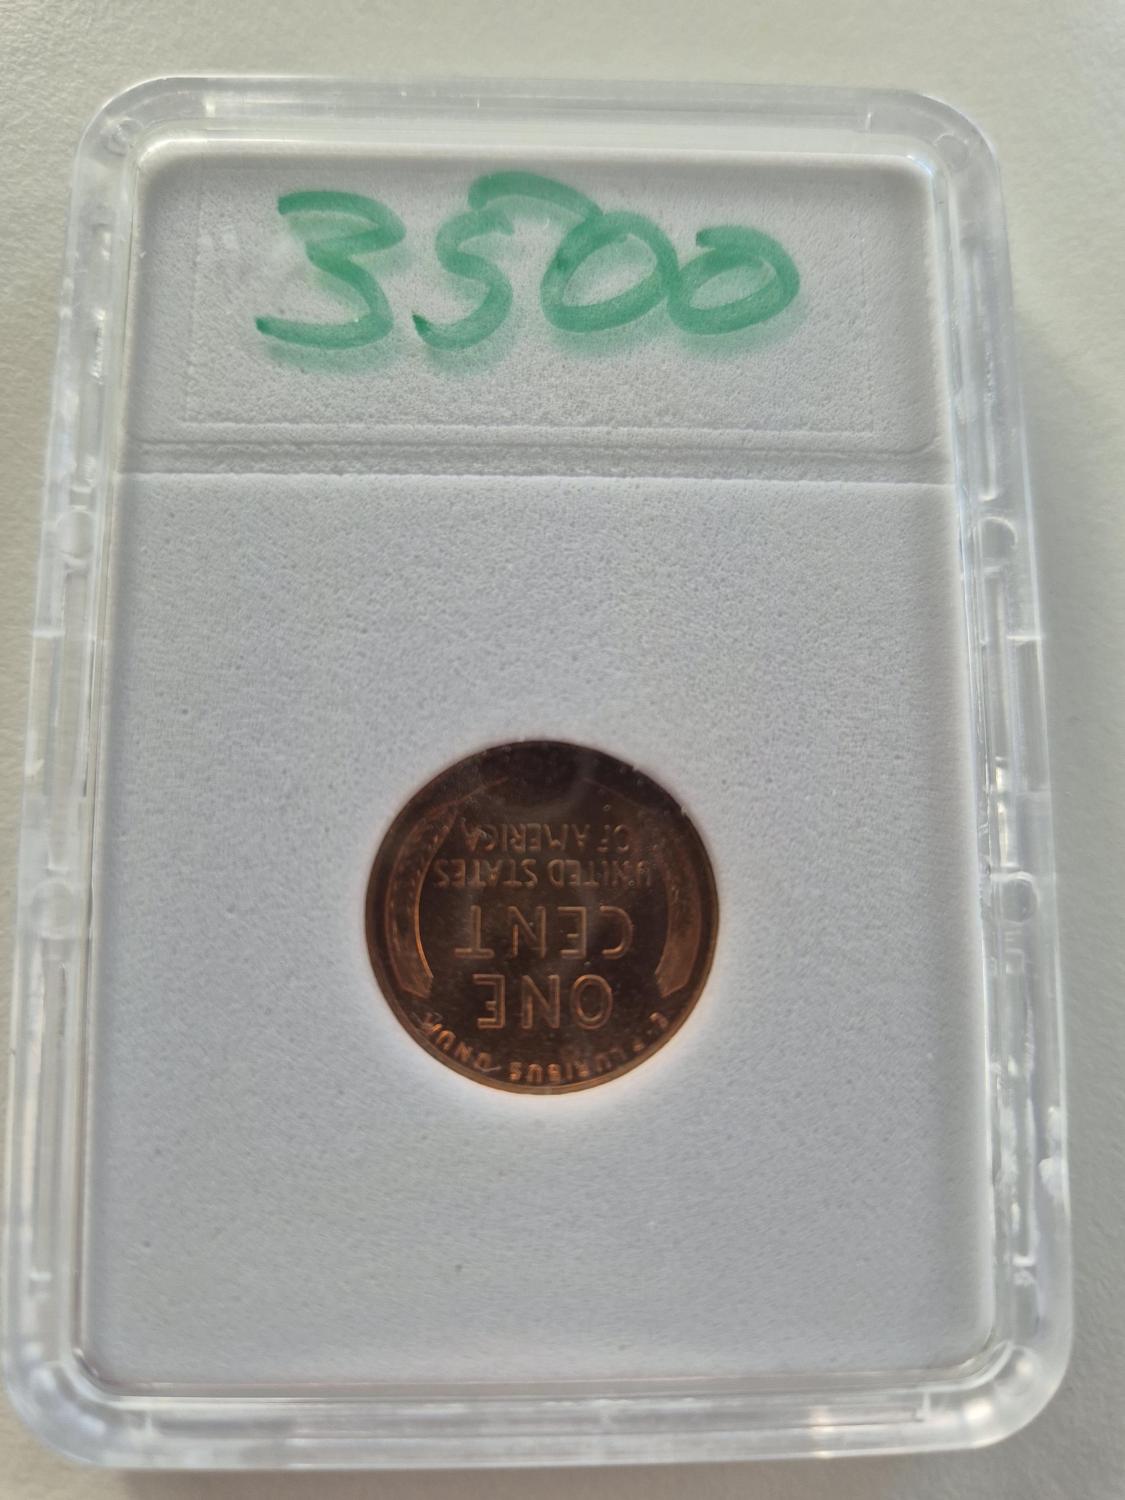 3500
E · PLURIBUS · UNUM
ONE
CENT
UNITED STATES
OF AMERICA